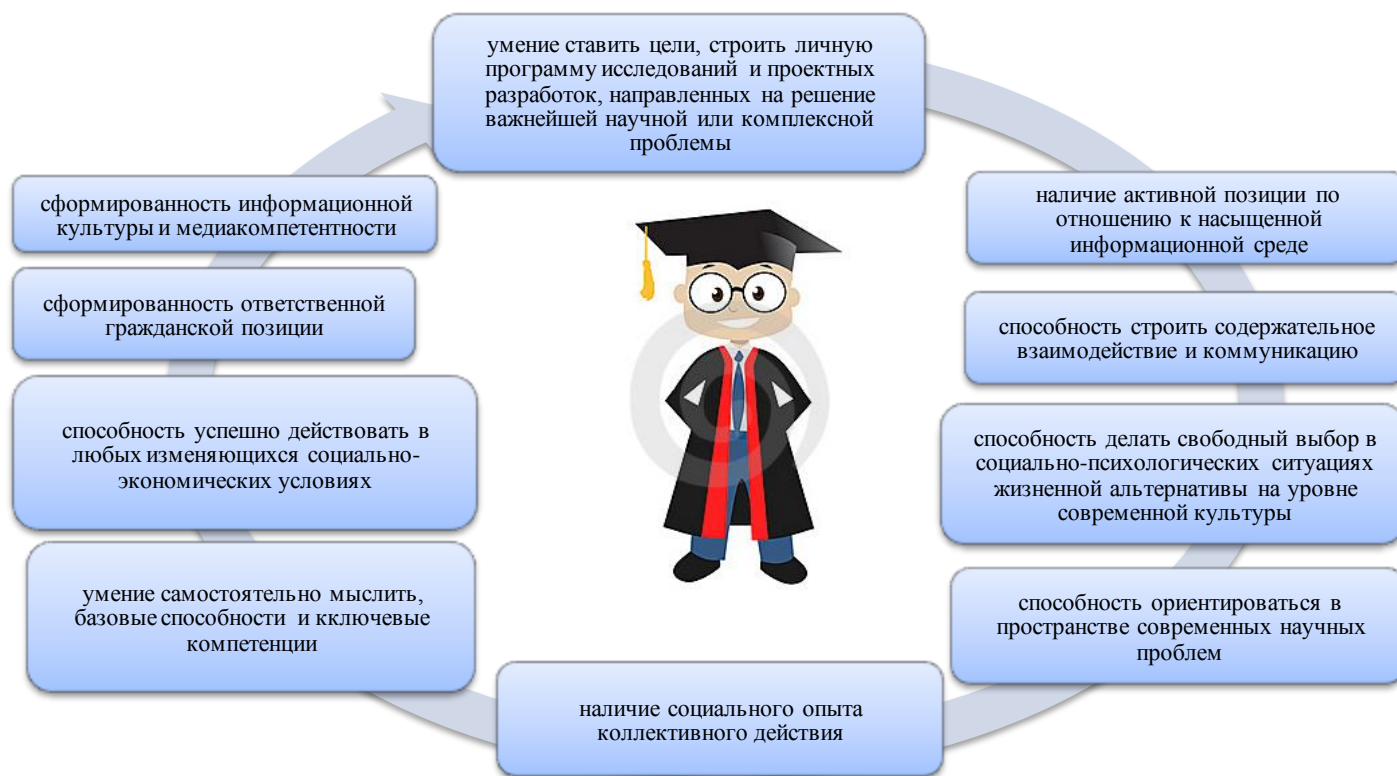 умение ставить цели, строить личную
программу исследований и проектных
разработок, направленных на решение
важнейшей научной или комплексной
проблемы
наличие активной позиции по
отношению к насыщенной
информационной среде
способность строить содержательное
взаимодействие и коммуникацию
способность делать свободный выбор в
социально-психологических ситуациях
жизненной альтернативы на уровне
современной культуры
способность ориентироваться в
пространстве современных научных
проблем
наличие социального опыта
коллективного действия
умение самостоятельно мыслить,
базовые способности и кключевые
компетенции
способность успешно действовать в
любых изменяющихся социально-
экономических условиях
сформированность ответственной
гражданской позиции
сформированность информационной
культуры и медиакомпетентности